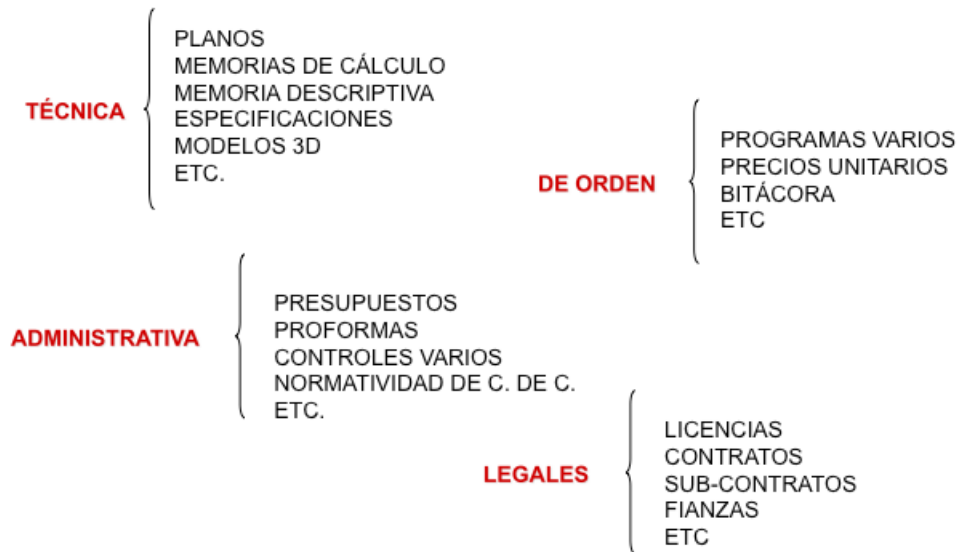 TÉCNICA
PLANOS
MEMORIAS DE CÁLCULO
MEMORIA DESCRIPTIVA
ESPECIFICACIONES
MODELOS 3D
ETC.
DE ORDEN
PROGRAMAS VARIOS
PRECIOS UNITARIOS
BITÁCORA
ETC
ADMINISTRATIVA
PRESUPUESTOS
PROFORMAS
CONTROLES VARIOS
NORMATIVIDAD DE C. DE C.
ETC.
LEGALES
LICENCIAS
CONTRATOS
SUB-CONTRATOS
FIANZAS
ETC